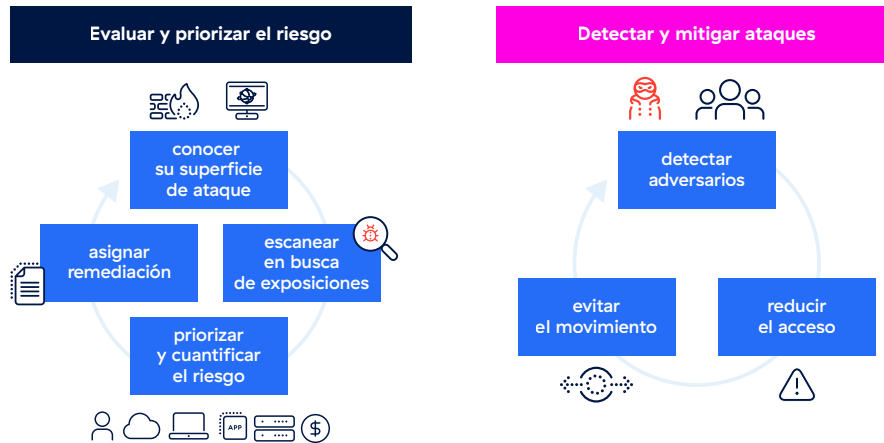 Evaluar y priorizar el riesgo
conocer
su superficie
de ataque
escanear
en busca
de exposiciones
priorizar
y cuantificar
el riesgo
asignar
remediación
APP
$
Detectar y mitigar ataques
detectar
adversarios
reducir
el acceso
evitar
el movimiento